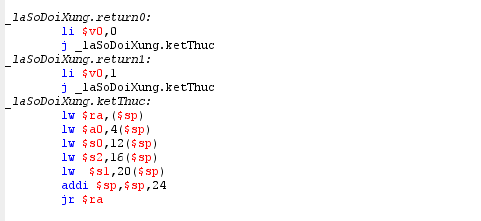 _laSoDoiXung.return0:
li $v0,0
j _laSoDoiXung.ketThuc
_laSoDoiXung.return1:
li $v0,1
j _laSoDoiXung.ketThuc
_laSoDoiXung.ketThuc:
lw $ra,($sp)
lw $a0,4($sp)
lw $s0,12($sp)
lw $s2,16($sp)
lw  $s1,20($sp)
addi $sp,$sp,24
jr $ra